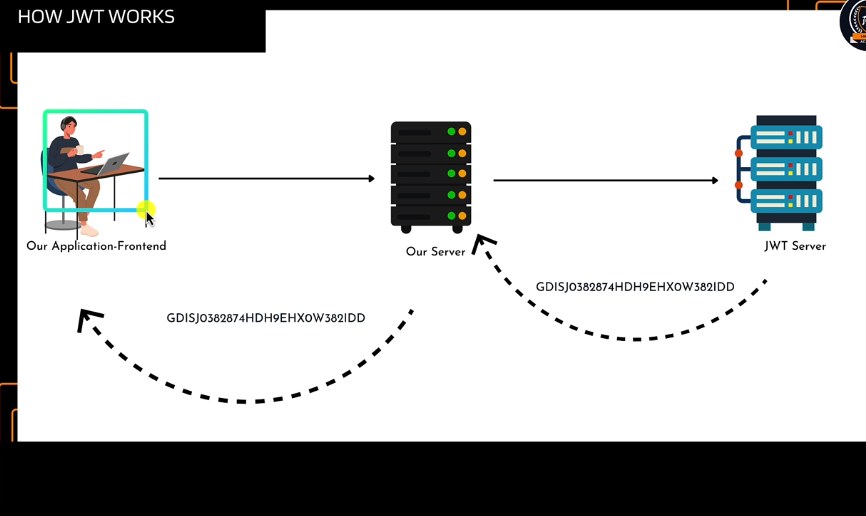 HOW JWT WORKS
Our Application-Frontend
Our Server
JWT Server
GDISJ0382874HDH9EHX0W382IDD
GDISJ0382874HDH9EHX0W382IDD